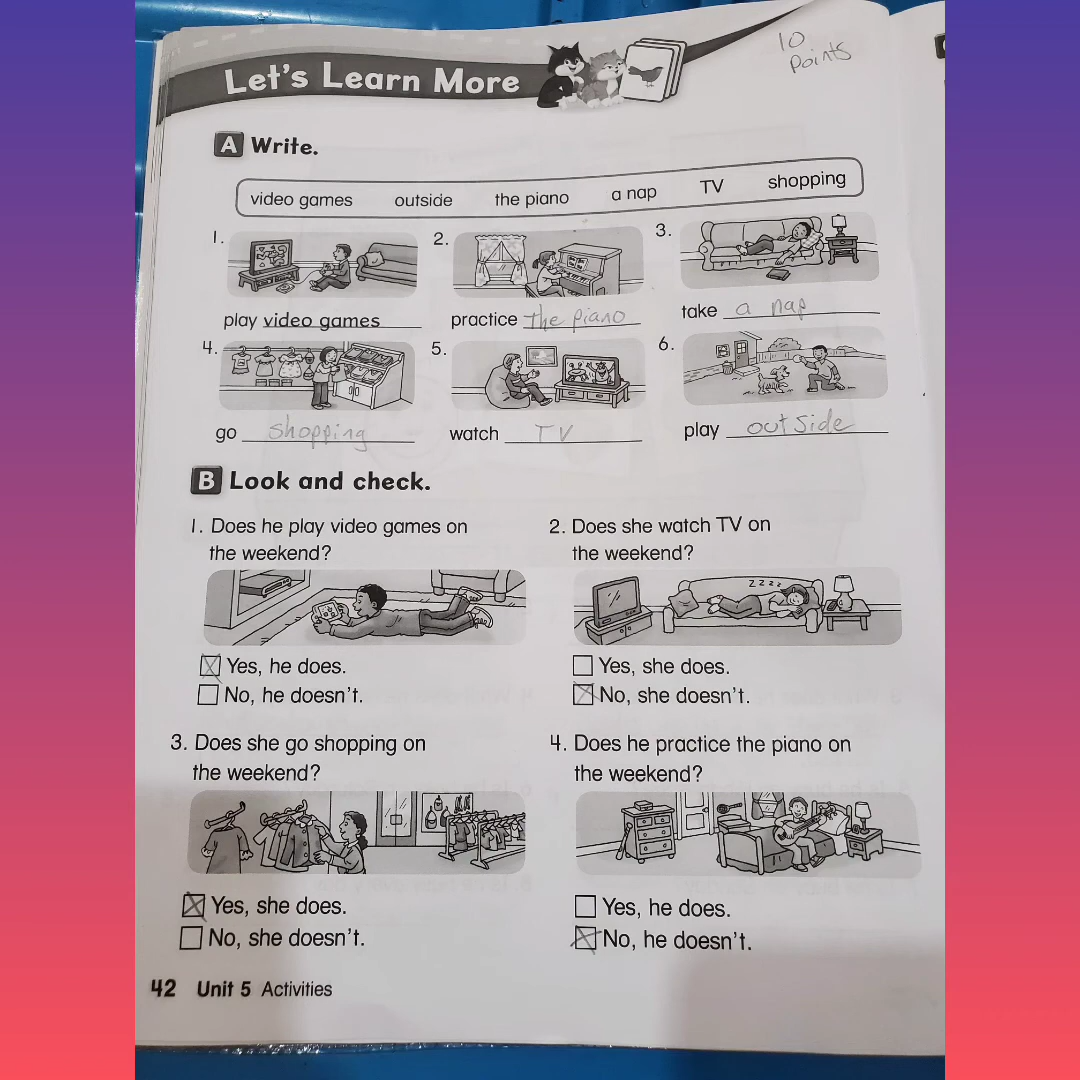 10
points
Let's Learn More
A Write.
video games outside the piano a nap TV shopping
1. 2. 3.
play video games practice the piano take a nap
4. 5. 6.
go shopping watch TV play outside
B Look and check.
1. Does he play video games on
the weekend?
2. Does she watch TV on
the weekend?
z z z z
Yes, he does.
No, he doesn't.
Yes, she does.
No, she doesn't.
3. Does she go shopping on
the weekend?
4. Does he practice the piano on
the weekend?
Yes, she does.
No, she doesn't.
Yes, he does.
No, he doesn't.
42 Unit 5 Activities